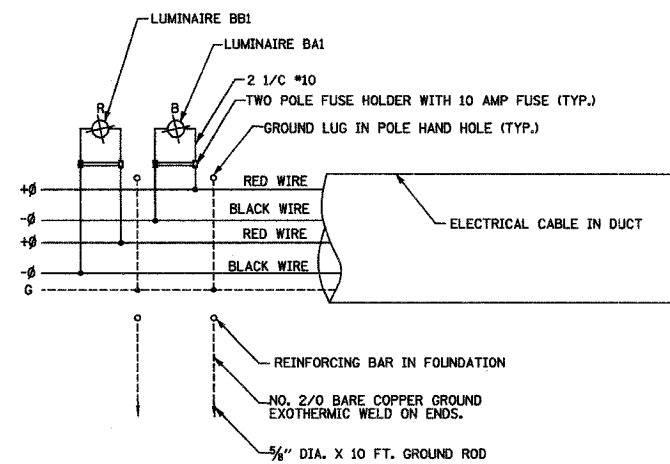 LUMINAIRE BB1
LUMINAIRE BA1
2 1/C #10
R
B
TWO POLE FUSE HOLDER WITH 10 AMP FUSE (TYP.)
GROUND LUG IN POLE HAND HOLE (TYP.)
+Ø
RED WIRE
-Ø
BLACK WIRE
ELECTRICAL CABLE IN DUCT
+Ø
RED WIRE
-Ø
BLACK WIRE
G
REINFORCING BAR IN FOUNDATION
NO. 2/0 BARE COPPER GROUND
EXOTHERMIC WELD ON ENDS.
⅝" DIA. X 10 FT. GROUND ROD